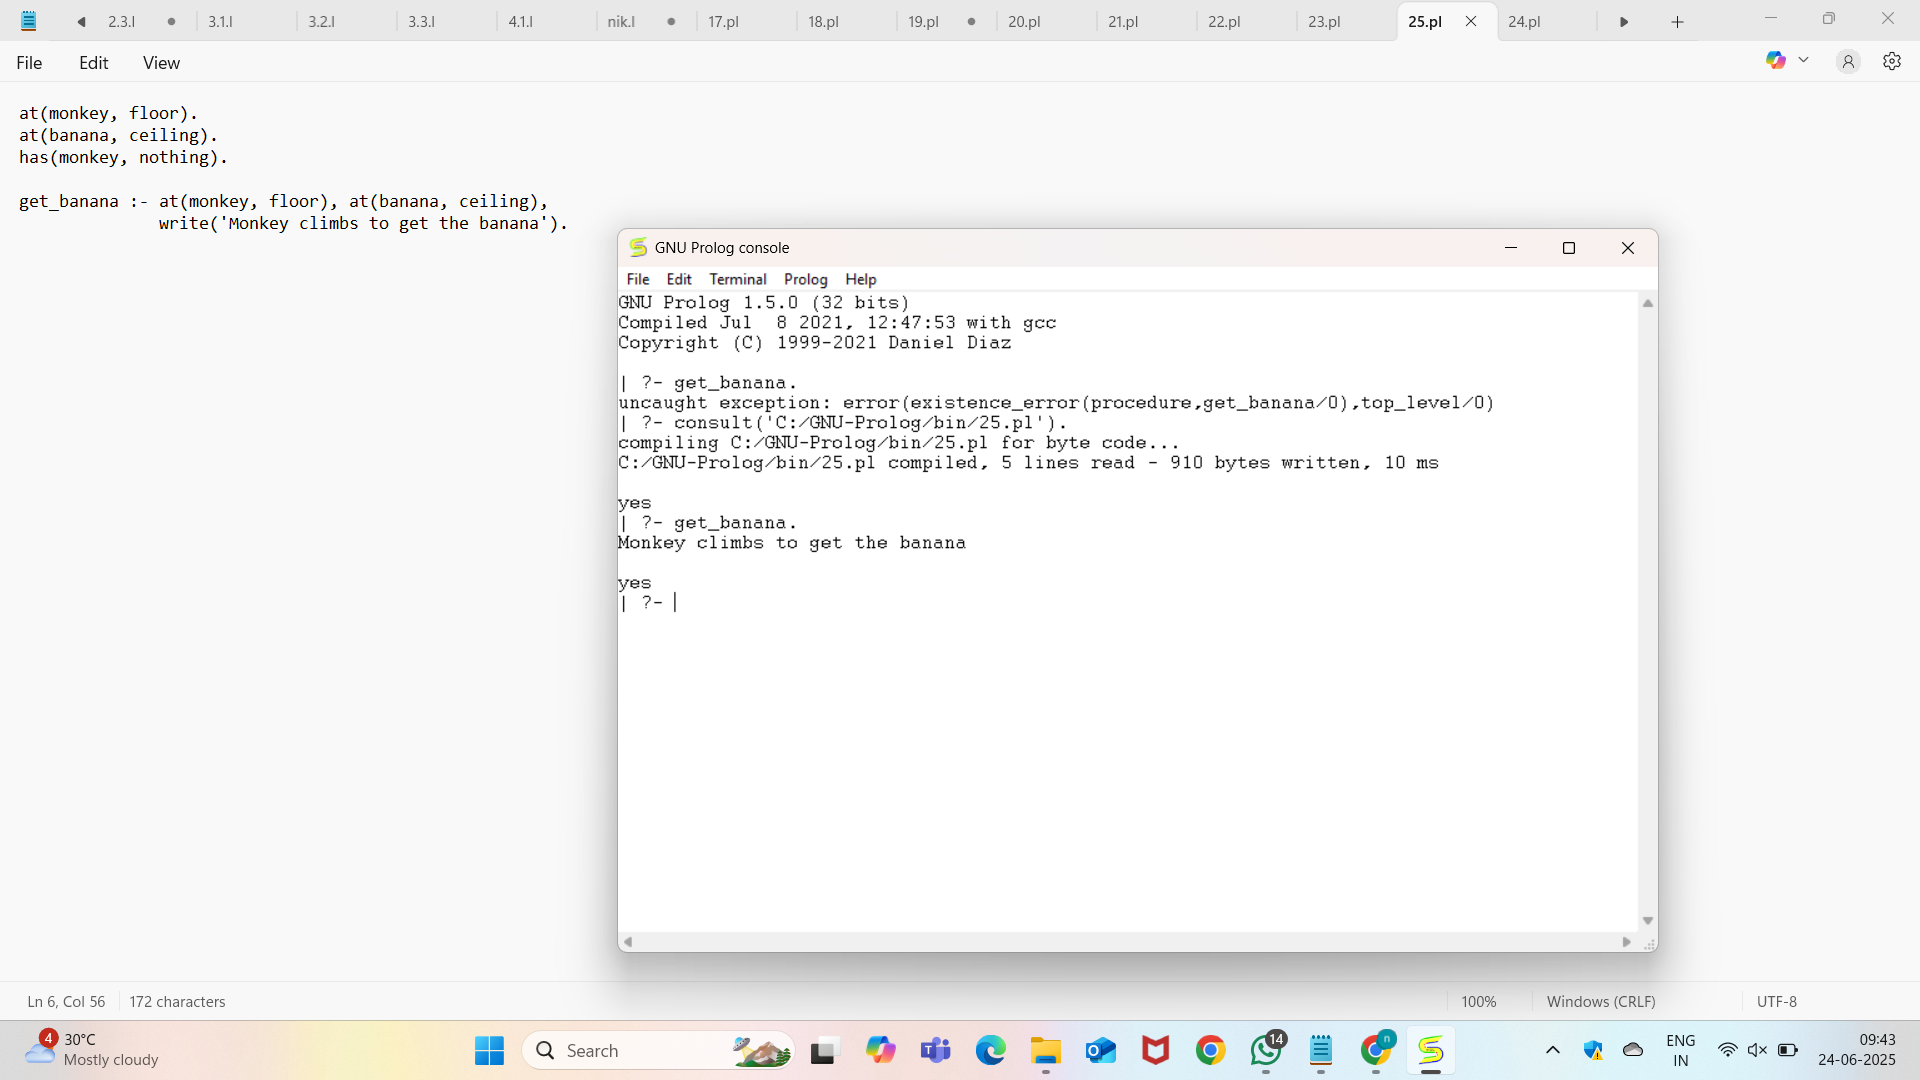 2.3.l 3.1.l 3.2.l 3.3.l 4.1.l nik.l 17.pl 18.pl 19.pl 20.pl 21.pl 22.pl 23.pl 25.pl 24.pl
File Edit View
at(monkey, floor).
at(banana, ceiling).
has(monkey, nothing).
get_banana :- at(monkey, floor), at(banana, ceiling),
write('Monkey climbs to get the banana').
GNU Prolog console
File Edit Terminal Prolog Help
GNU Prolog 1.5.0 (32 bits)
Compiled Jul  8 2021, 12:47:53 with gcc
Copyright (C) 1999-2021 Daniel Diaz
| ?- get_banana.
uncaught exception: error(existence_error(procedure,get_banana/0),top_level/0)
| ?- consult('C:/GNU-Prolog/bin/25.pl').
compiling C:/GNU-Prolog/bin/25.pl for byte code...
C:/GNU-Prolog/bin/25.pl compiled, 5 lines read - 910 bytes written, 10 ms
yes
| ?- get_banana.
Monkey climbs to get the banana
yes
| ?-
Ln 6, Col 56 172 characters 100% Windows (CRLF) UTF-8
4 30°C
Mostly cloudy
Search
14
n
ENG
IN
09:43
24-06-2025